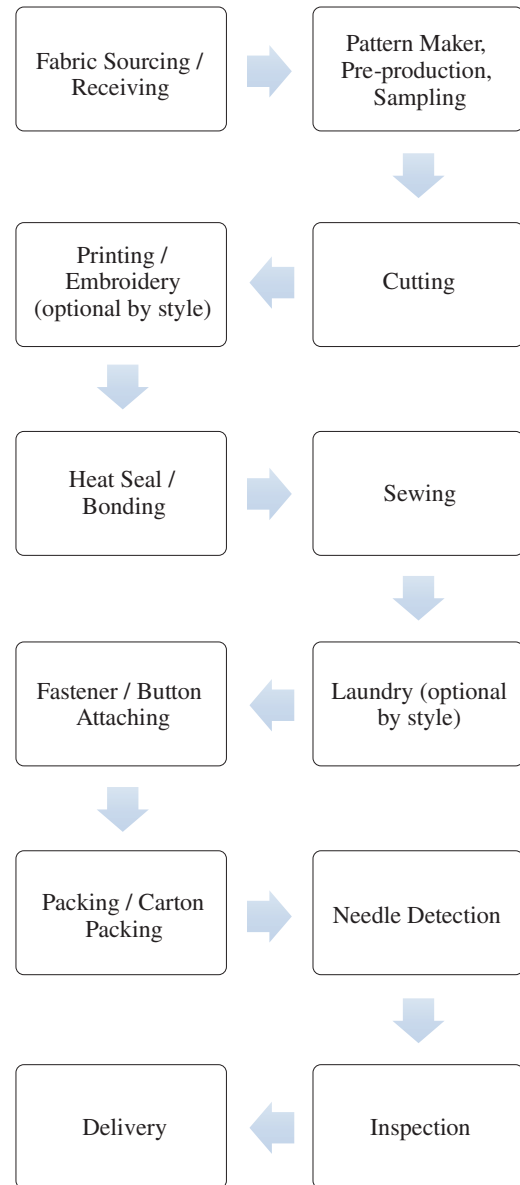 Fabric Sourcing /
Receiving
Pattern Maker,
Pre-production,
Sampling
Cutting
Printing /
Embroidery
(optional by style)
Heat Seal /
Bonding
Sewing
Laundry (optional
by style)
Fastener / Button
Attaching
Packing / Carton
Packing
Needle Detection
Inspection
Delivery